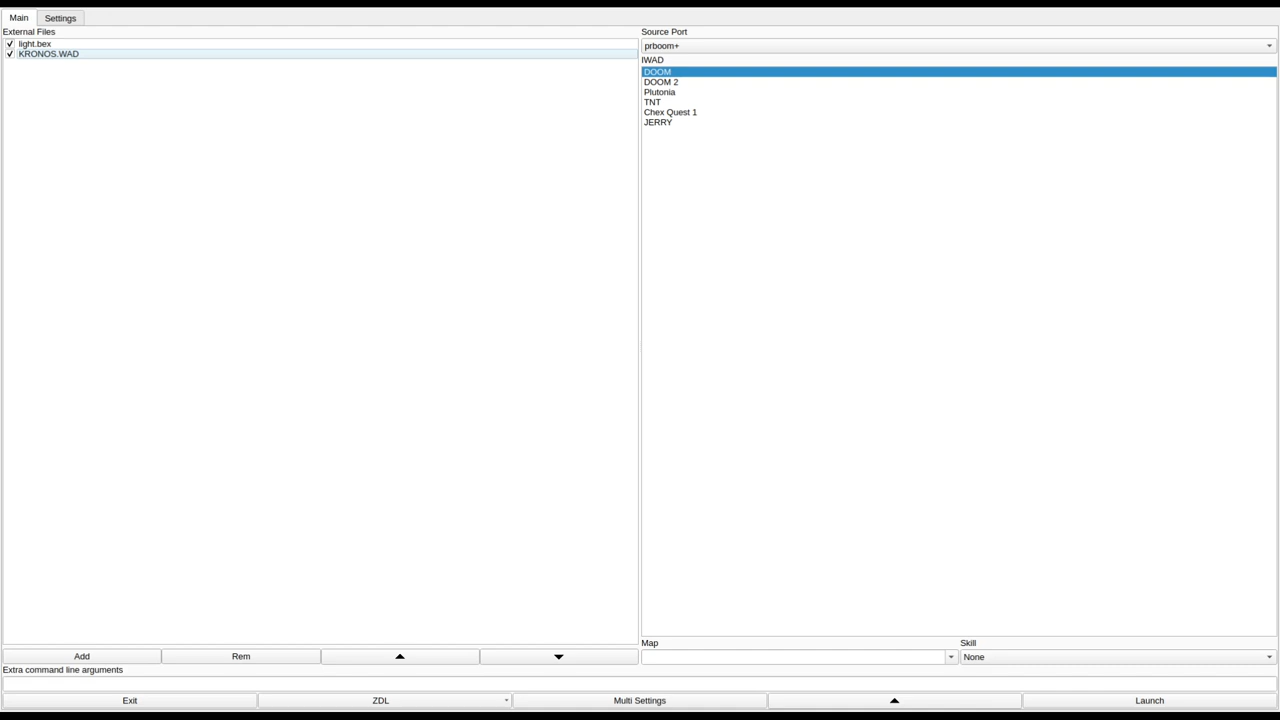 Main Settings
External Files
light.bex
KRONOS.WAD
Source Port
prboom+
IWAD
DOOM
DOOM 2
Plutonia
TNT
Chex Quest 1
JERRY
Map Skill
None
Add Rem
Extra command line arguments
Exit ZDL Multi Settings Launch